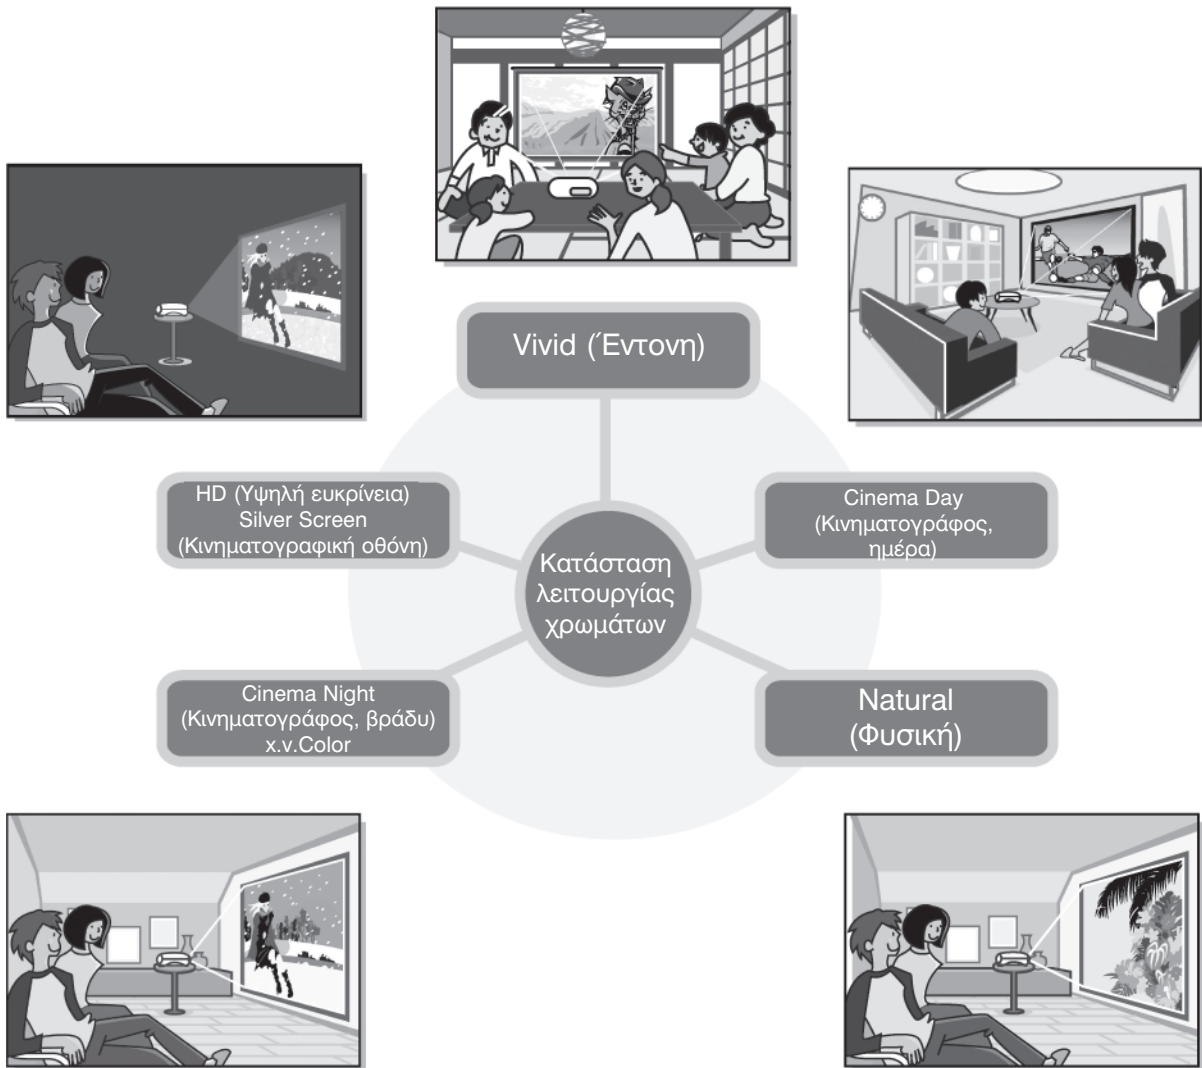 Vivid (Έντονη)
HD (Υψηλή ευκρίνεια)
Silver Screen
(Κινηματογραφική οθόνη)
Cinema Day
(Κινηματογράφος,
ημέρα)
Κατάσταση
λειτουργίας
χρωμάτων
Cinema Night
(Κινηματογράφος, βράδυ)
x.v.Color
Natural
(Φυσική)